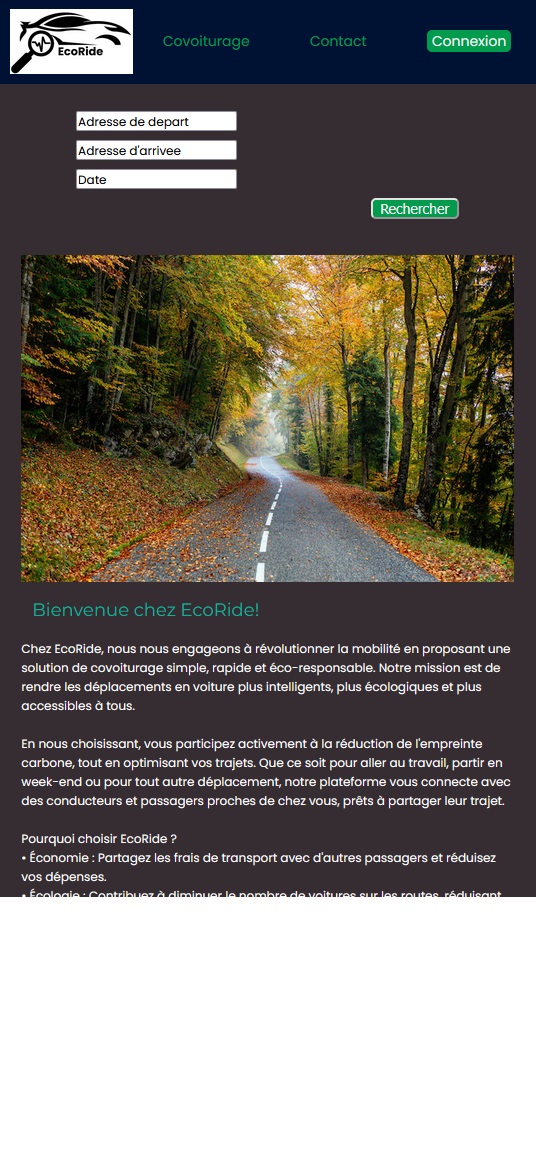 EcoRide
Covoiturage
Contact
Connexion
Adresse de depart
Adresse d'arrivee
Date
Rechercher
Bienvenue chez EcoRide!
Chez EcoRide, nous nous engageons à révolutionner la mobilité en proposant une
solution de covoiturage simple, rapide et éco-responsable. Notre mission est de
rendre les déplacements en voiture plus intelligents, plus écologiques et plus
accessibles à tous.
En nous choisissant, vous participez activement à la réduction de l'empreinte
carbone, tout en optimisant vos trajets. Que ce soit pour aller au travail, partir en
week-end ou pour tout autre déplacement, notre plateforme vous connecte avec
des conducteurs et passagers proches de chez vous, prêts à partager leur trajet.
Pourquoi choisir EcoRide ?
• Économie : Partagez les frais de transport avec d'autres passagers et réduisez
vos dépenses.
• Écologie : Contribuez à diminuer le nombre de voitures sur les routes, réduisant